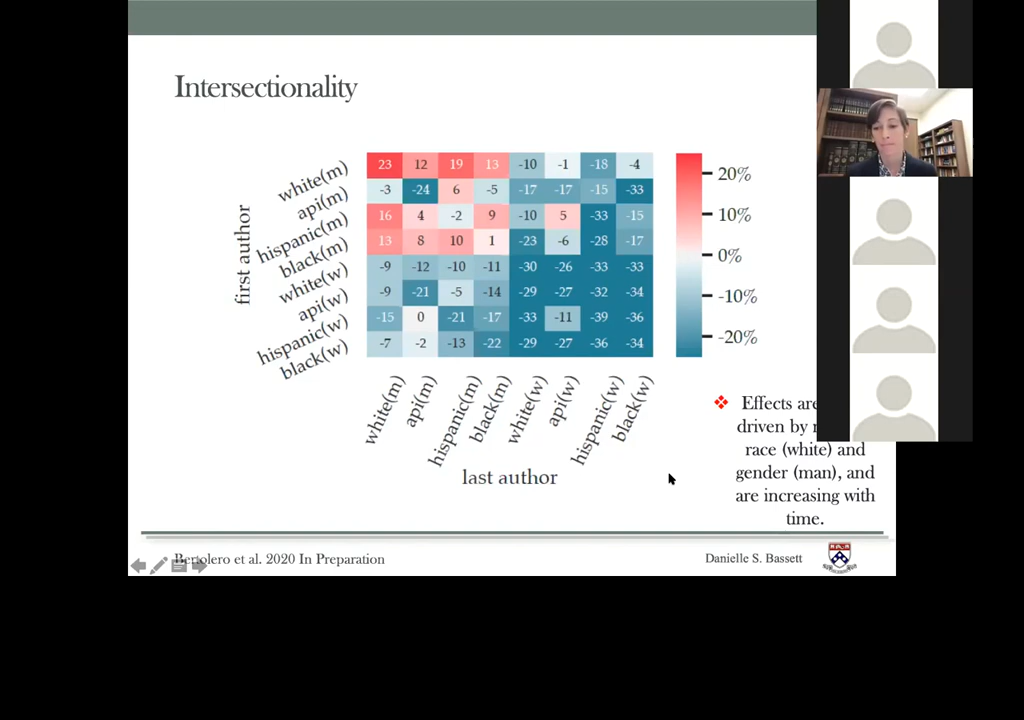 Intersectionality
first author
white(m) 23 12 19 13 -10 -1 -18 -4
api(m) -3 -24 6 -5 -17 -17 -15 -33
hispanic(m) 16 4 -2 9 -10 5 -33 -15
black(m) 13 8 10 1 -23 -6 -28 -17
white(w) -9 -12 -10 -11 -30 -26 -33 -33
api(w) -9 -21 -5 -14 -29 -27 -32 -34
hispanic(w) -15 0 -21 -17 -33 -11 -39 -36
black(w) -7 -2 -13 -22 -29 -27 -36 -34
white(m) api(m) hispanic(m) black(m) white(w) api(w) hispanic(w) black(w)
last author
20%
10%
0%
-10%
-20%
Effects are
driven by
race (white) and
gender (man), and
are increasing with
time.
Bertolero et al. 2020 In Preparation
Danielle S. Bassett